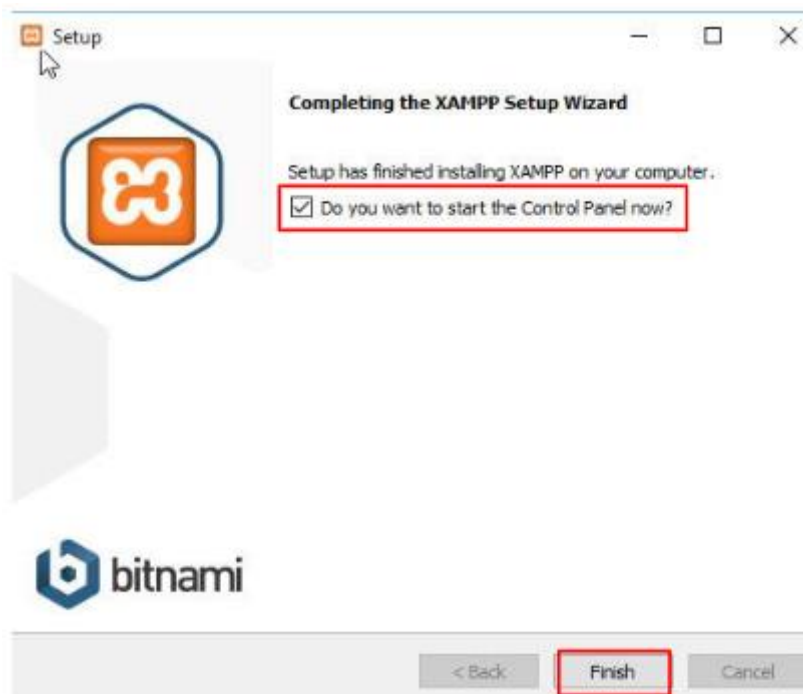 Setup
Completing the XAMPP Setup Wizard
Setup has finished installing XAMPP on your computer.
Do you want to start the Control Panel now?
bitnami
< Back
Finish
Cancel